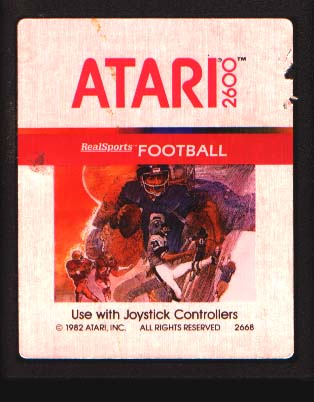 ATARI® 2600™
RealSports™ FOOTBALL
Use with Joystick Controllers
© 1982 ATARI, INC. ALL RIGHTS RESERVED 2668